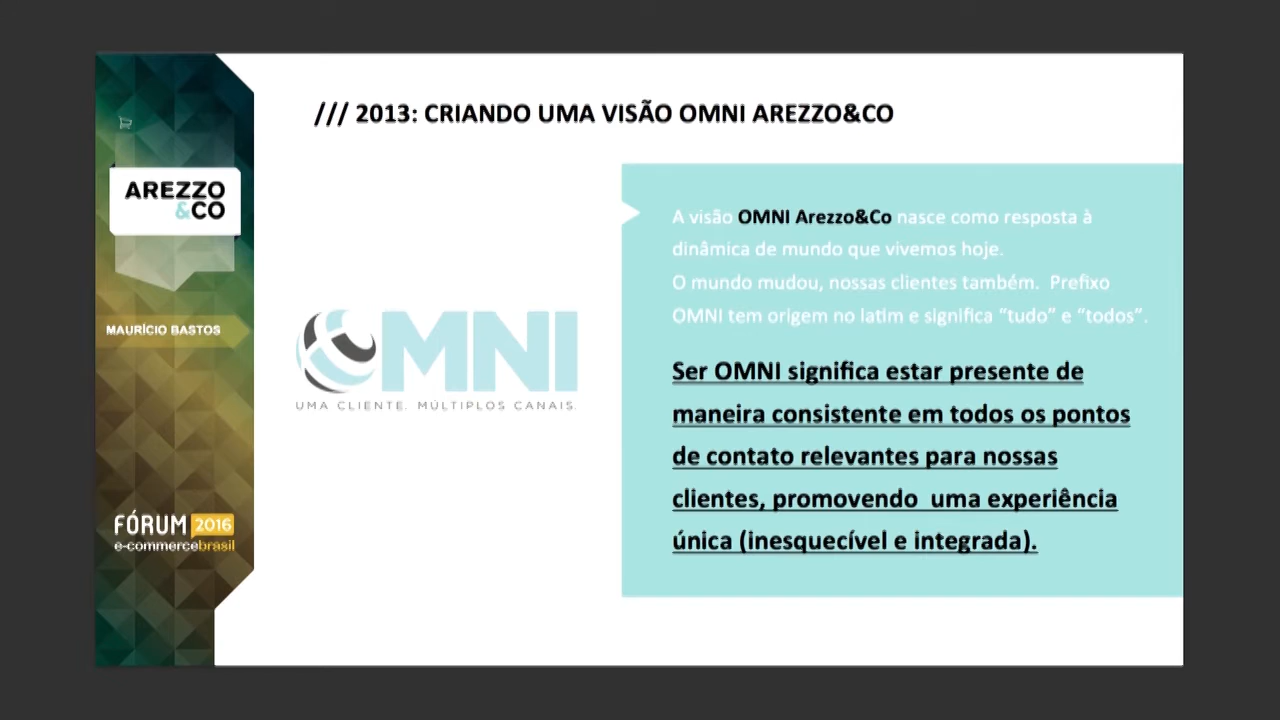 /// 2013: CRIANDO UMA VISÃO OMNI AREZZO&CO
AREZZO
&CO
MAURÍCIO BASTOS
FÓRUM 2016
e-commercebrasil
OMNI
UMA CLIENTE. MÚLTIPLOS CANAIS.
A visão OMNI Arezzo&Co nasce como resposta à
dinâmica de mundo que vivemos hoje.
O mundo mudou, nossas clientes também.  Prefixo
OMNI tem origem no latim e significa “tudo” e “todos”.
Ser OMNI significa estar presente de
maneira consistente em todos os pontos
de contato relevantes para nossas
clientes, promovendo  uma experiência
única (inesquecível e integrada).